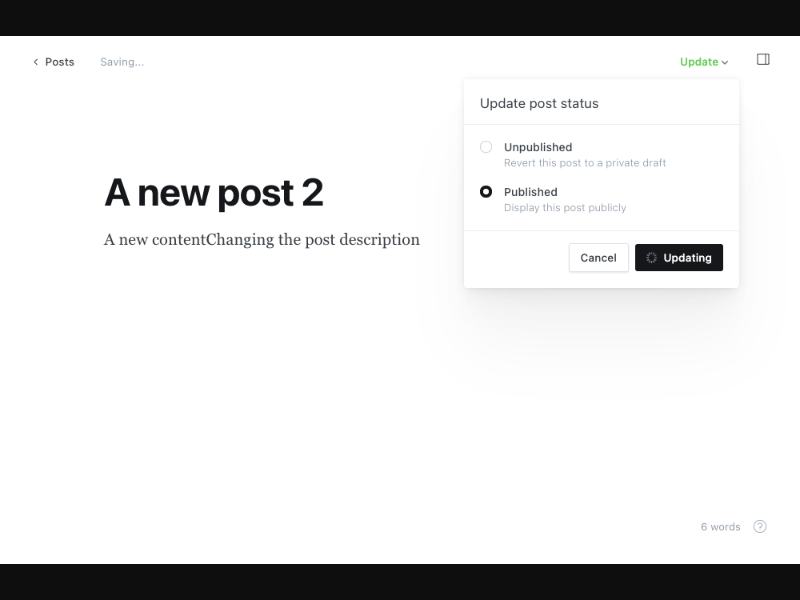 Posts Saving... Update
Update post status
Unpublished
Revert this post to a private draft
Published
Display this post publicly
Cancel Updating
A new post 2
A new contentChanging the post description
6 words ?